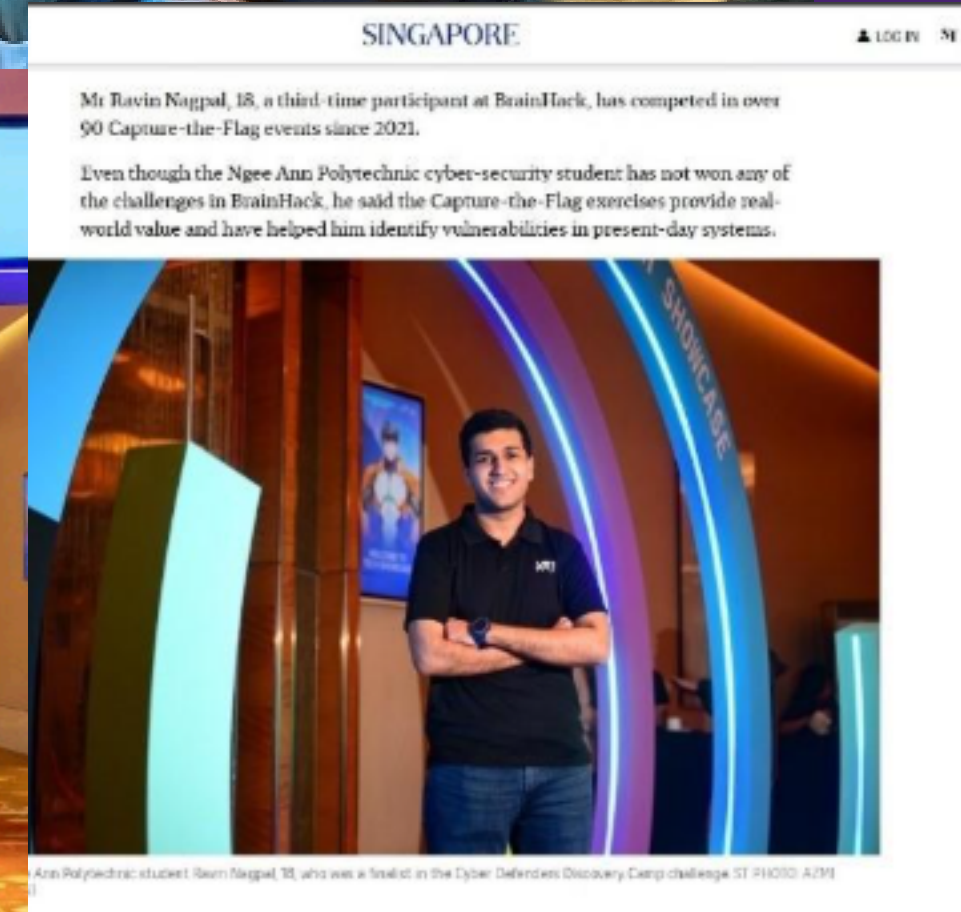 SINGAPORE
LOG IN
Mr Ravin Nagpal, 18, a third-time participant at BrainHack, has competed in over
90 Capture-the-Flag events since 2021.
Even though the Ngee Ann Polytechnic cyber-security student has not won any of
the challenges in BrainHack, he said the Capture-the-Flag exercises provide real-
world value and have helped him identify vulnerabilities in present-day systems.
SHOWCASE
Ann Polytechnic student Ravin Nagpal, 18, who was a finalist in the Cyber Defenders Discovery Camp challenge. ST PHOTO: AZMI